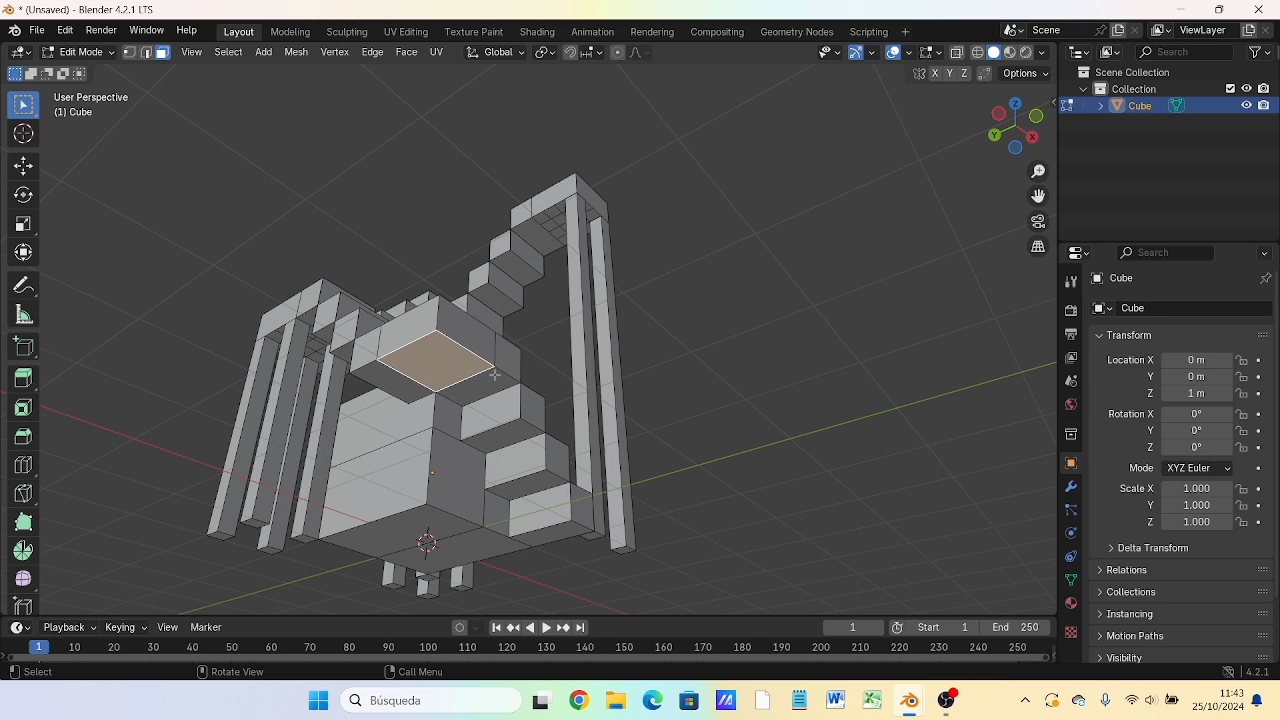 * (Unsaved) - Blender 4.2.1 LTS
File Edit Render Window Help Layout Modeling Sculpting UV Editing Texture Paint Shading Animation Rendering Compositing Geometry Nodes Scripting + Scene ViewLayer
Edit Mode View Select Add Mesh Vertex Edge Face UV Global Search
X Y Z Options
User Perspective
(1) Cube
Scene Collection
Collection
Cube
Z
Y
X
Search
Cube
Cube
Transform
Location X 0 m
Y 0 m
Z 1 m
Rotation X 0°
Y 0°
Z 0°
Mode XYZ Euler
Scale X 1.000
Y 1.000
Z 1.000
Delta Transform
Relations
Collections
Instancing
Motion Paths
Visibility
Playback Keying View Marker 1 Start 1 End 250
1 10 20 30 40 50 60 70 80 90 100 110 120 130 140 150 160 170 180 190 200 210 220 230 240 250
Select Rotate View Call Menu 4.2.1
Búsqueda
11:43
25/10/2024